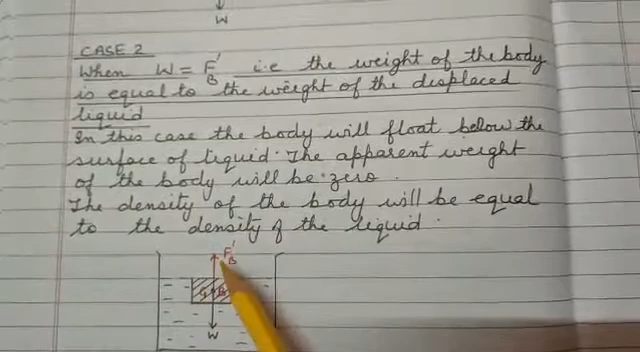 W
CASE 2
When W = F'B i.e the weight of the body
is equal to the weight of the displaced
liquid
In this case the body will float below the
surface of liquid. The apparent weight
of the body will be zero.
The density of the body will be equal
to the density of the liquid.
F'B
G B
W